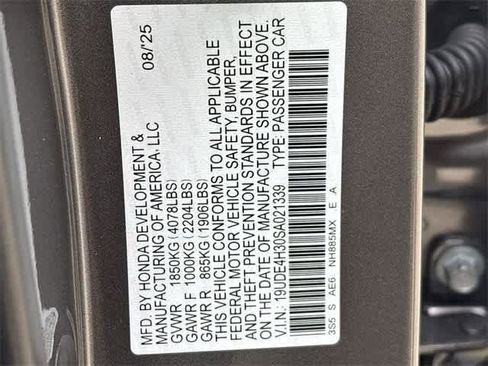 MFD. BY HONDA DEVELOPMENT & 08/'25
MANUFACTURING OF AMERICA, LLC
GVWR 1850KG (4078LBS)
GAWR F 1000KG (2204LBS)
GAWR R 865KG (1906LBS)
THIS VEHICLE CONFORMS TO ALL APPLICABLE
FEDERAL MOTOR VEHICLE SAFETY, BUMPER,
AND THEFT PREVENTION STANDARDS IN EFFECT
ON THE DATE OF MANUFACTURE SHOWN ABOVE.
V.I.N.: 19UDE4H30SA021339 TYPE: PASSENGER CAR
3S5 S AE6 NH885MX E A